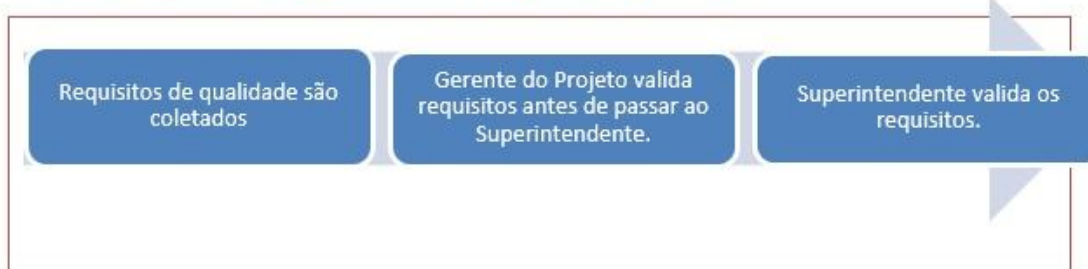 Requisitos de qualidade são
coletados
Gerente do Projeto valida
requisitos antes de passar ao
Superintendente.
Superintendente valida os
requisitos.